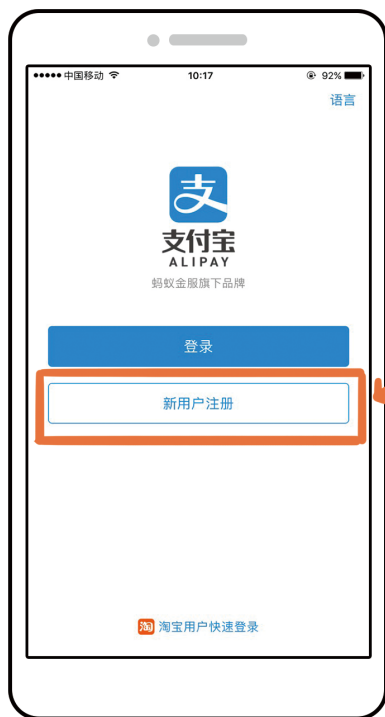 中国移动 10:17 92%
语言
支
支付宝
ALIPAY
蚂蚁金服旗下品牌
登录
新用户注册
淘 淘宝用户快速登录